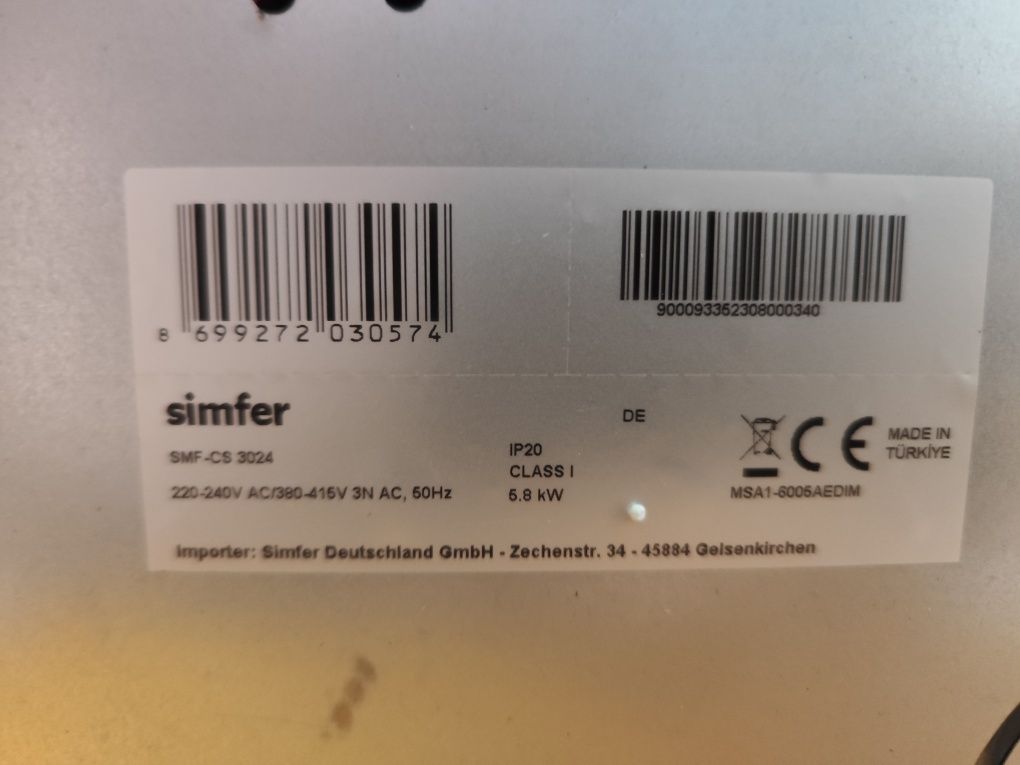 8 699272 030574
900093352308000340
simfer
SMF-CS 3024
220-240V AC/380-415V 3N AC, 50Hz
IP20
CLASS I
5.8 kW
DE
CE
MADE IN
TÜRKİYE
MSA1-6005AEDIM
Importer: Simfer Deutschland GmbH - Zechenstr. 34 - 45884 Gelsenkirchen